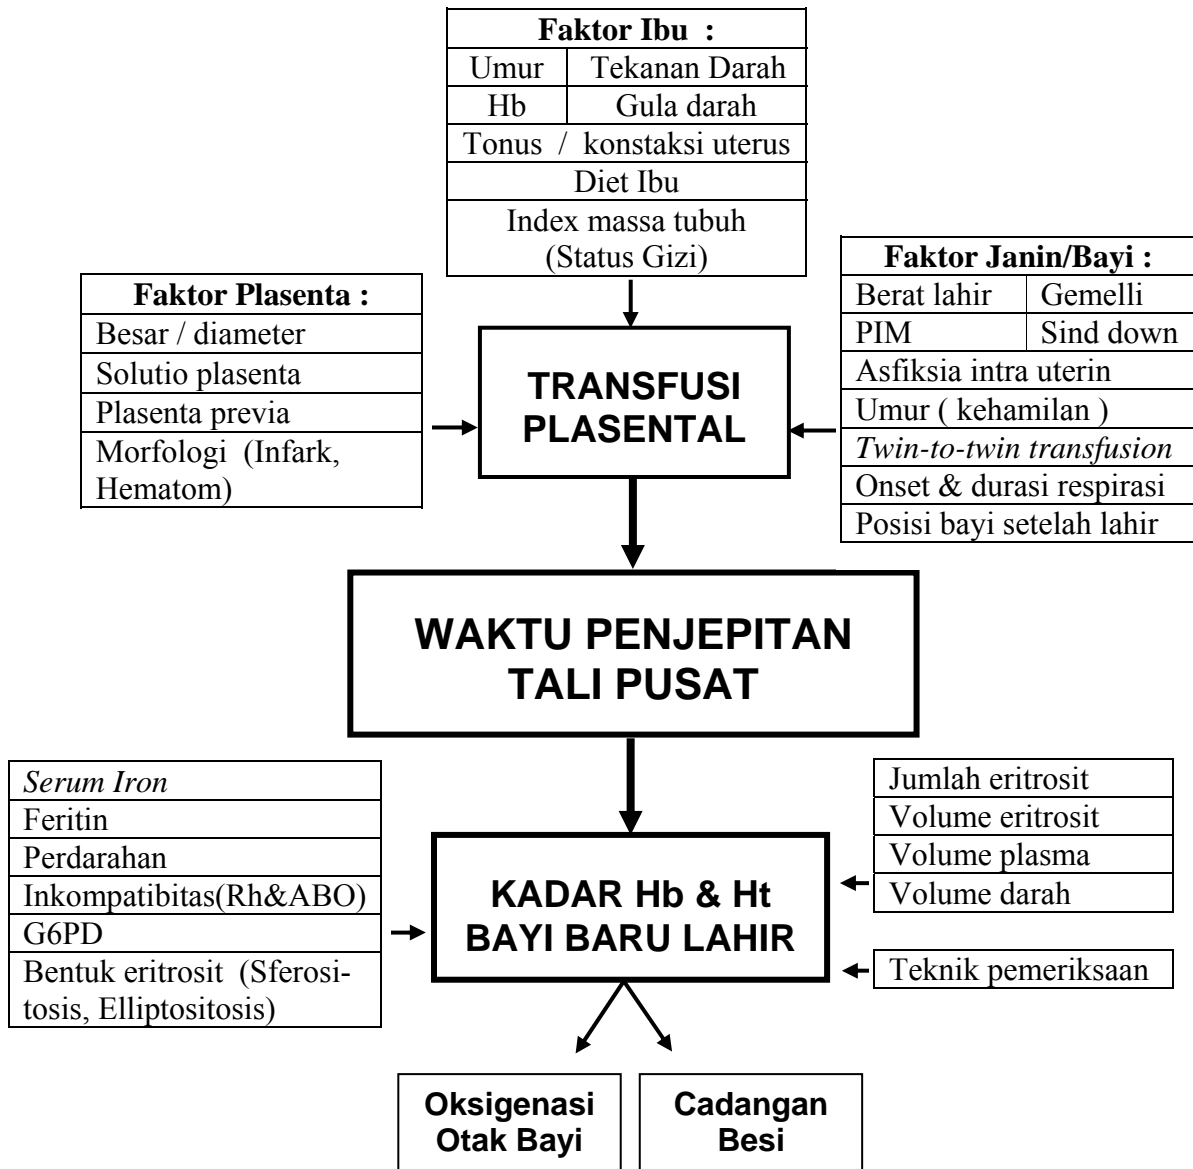 Faktor Ibu  :
Umur Tekanan Darah
Hb Gula darah
Tonus / konstaksi uterus
Diet Ibu
Index massa tubuh
(Status Gizi)
Faktor Plasenta :
Besar / diameter
Solutio plasenta
Plasenta previa
Morfologi (Infark,
Hematom)
TRANSFUSI
PLASENTAL
Faktor Janin/Bayi :
Berat lahir Gemelli
PIM Sind down
Asfiksia intra uterin
Umur ( kehamilan )
Twin-to-twin transfusion
Onset & durasi respirasi
Posisi bayi setelah lahir
WAKTU PENJEPITAN
TALI PUSAT
Serum Iron
Feritin
Perdarahan
Inkompatibitas(Rh&ABO)
G6PD
Bentuk eritrosit (Sferosi-
tosis, Elliptositosis)
KADAR Hb & Ht
BAYI BARU LAHIR
Jumlah eritrosit
Volume eritrosit
Volume plasma
Volume darah
Teknik pemeriksaan
Oksigenasi
Otak Bayi
Cadangan
Besi